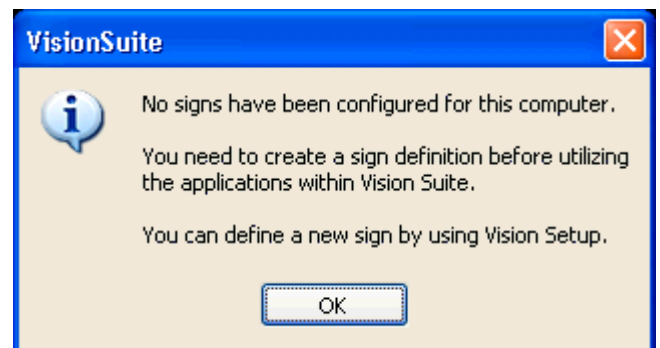 VisionSuite
No signs have been configured for this computer.
You need to create a sign definition before utilizing
the applications within Vision Suite.
You can define a new sign by using Vision Setup.
OK